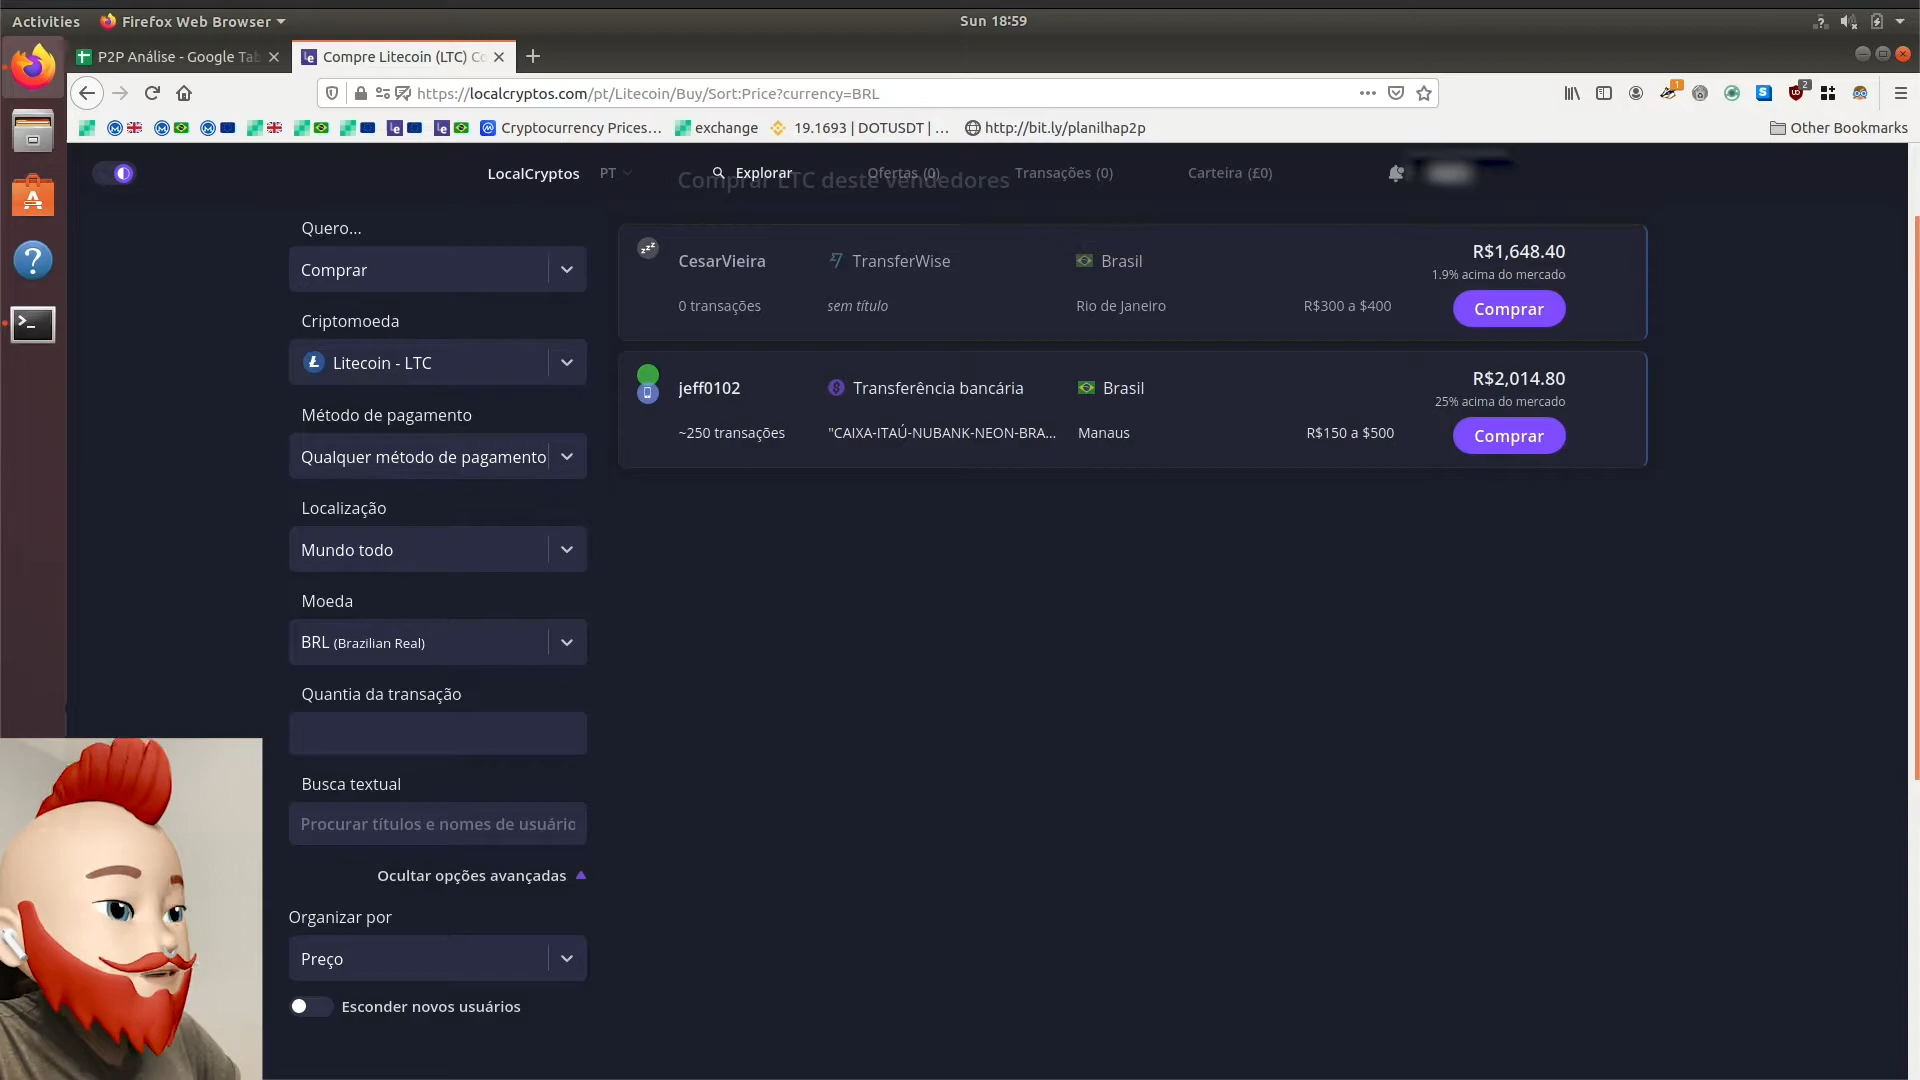 Activities
Firefox Web Browser
Sun 18:59
P2P Análise - Google Tab
Compre Litecoin (LTC) Co
https://localcryptos.com/pt/Litecoin/Buy/Sort:Price?currency=BRL
1
2
Cryptocurrency Prices...
exchange
19.1693 | DOTUSDT | ...
http://bit.ly/planilhap2p
Other Bookmarks
LocalCryptos
PT
Explorar
Ofertas (0)
Transações (0)
Carteira (£0)
Comprar LTC deste vendedores
Quero...
Comprar
Criptomoeda
Litecoin - LTC
Método de pagamento
Qualquer método de pagamento
Localização
Mundo todo
Moeda
BRL (Brazilian Real)
Quantia da transação
Busca textual
Procurar títulos e nomes de usuário
Ocultar opções avançadas
Organizar por
Preço
Esconder novos usuários
CesarVieira
TransferWise
Brasil
R$1,648.40
1.9% acima do mercado
0 transações
sem título
Rio de Janeiro
R$300 a $400
Comprar
jeff0102
Transferência bancária
Brasil
R$2,014.80
25% acima do mercado
~250 transações
"CAIXA-ITAÚ-NUBANK-NEON-BRA...
Manaus
R$150 a $500
Comprar